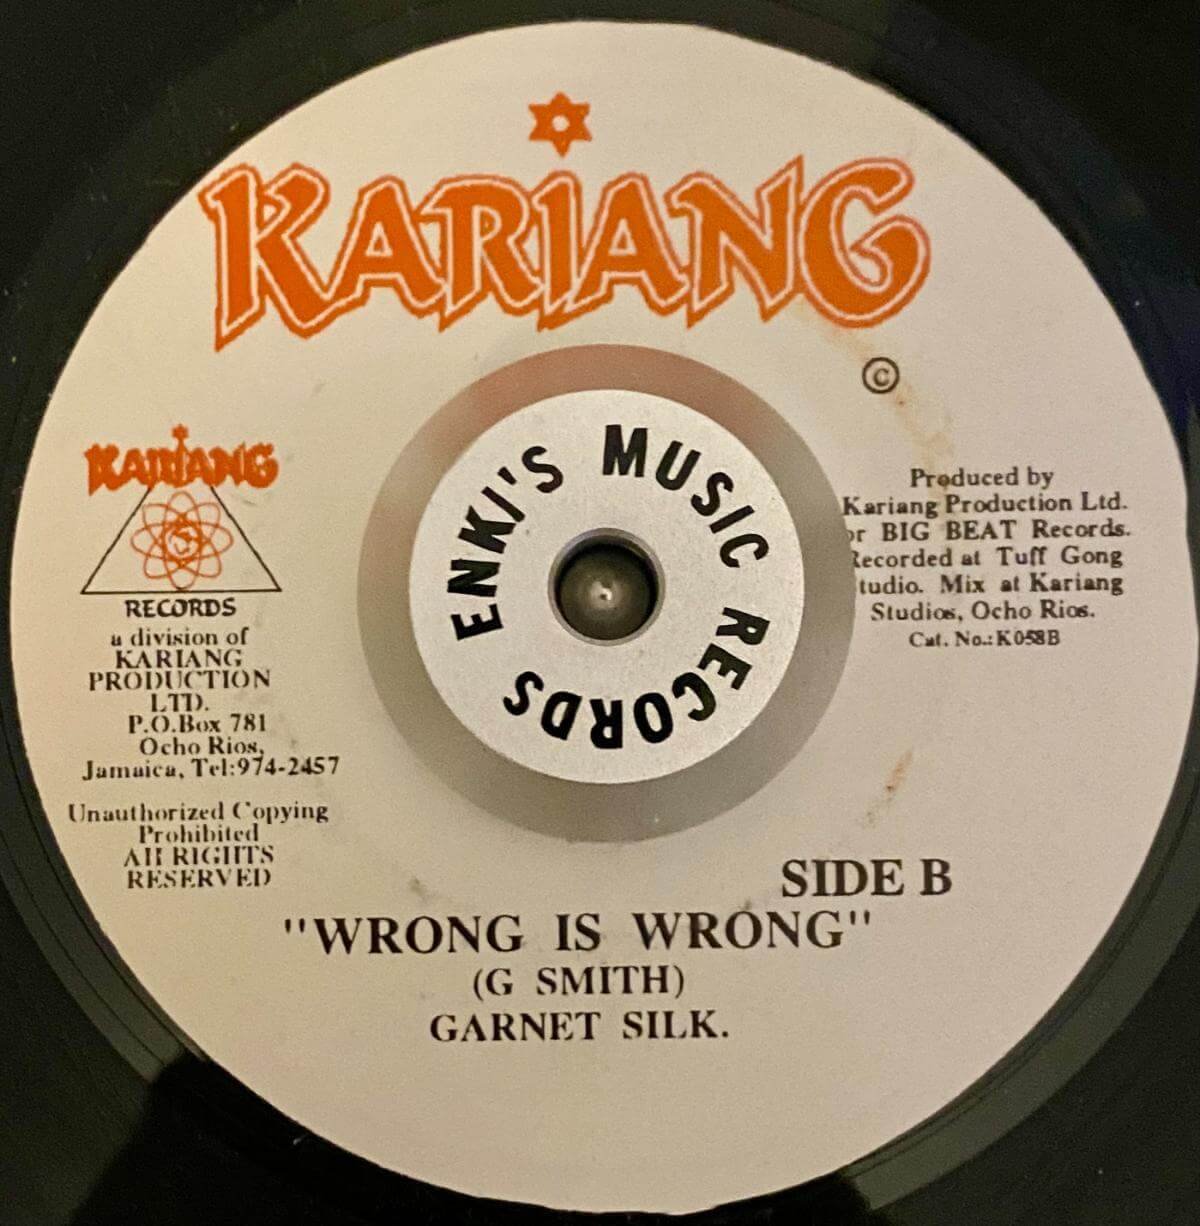 KARIANG
©
KARIANG
RECORDS
a division of
KARIANG
PRODUCTION
LTD.
P.O.Box 781
Ocho Rios,
Jamaica, Tel:974-2457
Unauthorized Copying
Prohibited
All RIGHTS
RESERVED
ENKI'S MUSIC RECORDS
Produced by
Kariang Production Ltd.
BIG BEAT Records.
at Tuff Gong
Mix at Kariang
Studios, Ocho Rios.
Cat. No.: K058B
SIDE B
"WRONG IS WRONG"
(G SMITH)
GARNET SILK.